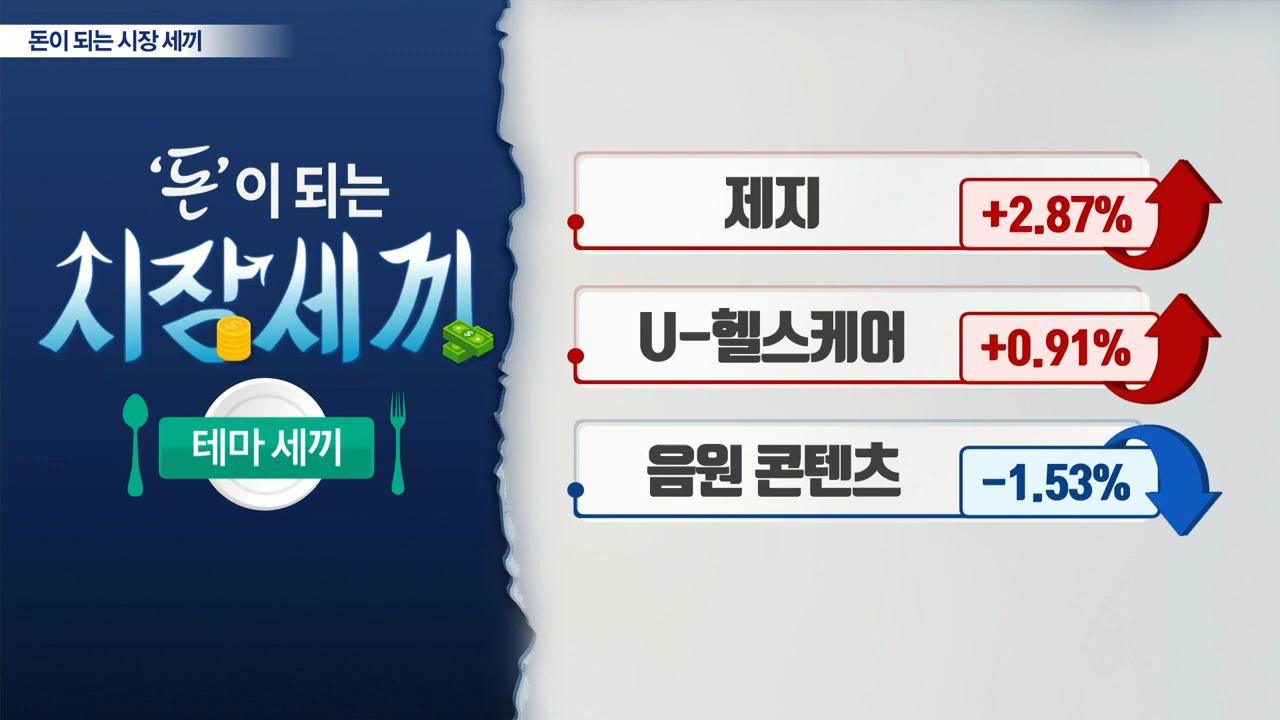 돈이 되는 시장 세끼
‘돈’이 되는
시장세끼
테마 세끼
제지
+2.87%
U-헬스케어
+0.91%
음원 콘텐츠
-1.53%